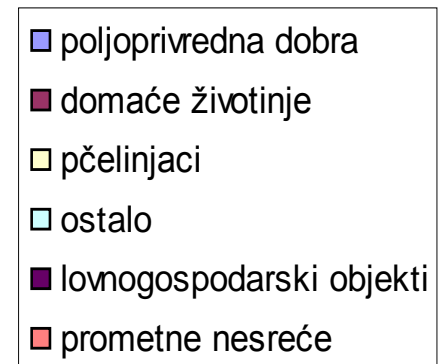 poljoprivredna dobra
domaće životinje
pčelinjaci
ostalo
lovnogospodarski objekti
prometne nesreće